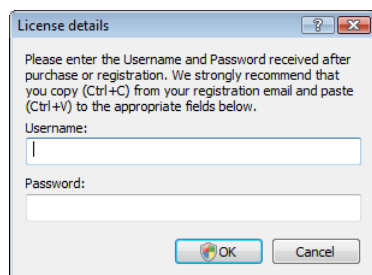 License details
Please enter the Username and Password received after
purchase or registration. We strongly recommend that
you copy (Ctrl+C) from your registration email and paste
(Ctrl+V) to the appropriate fields below.
Username:
Password:
OK Cancel